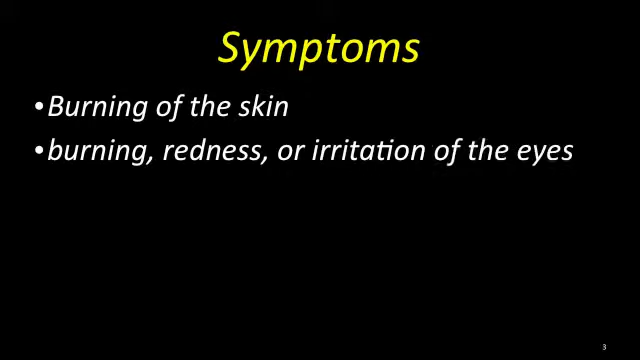 Symptoms
•Burning of the skin
•burning, redness, or irritation of the eyes
3